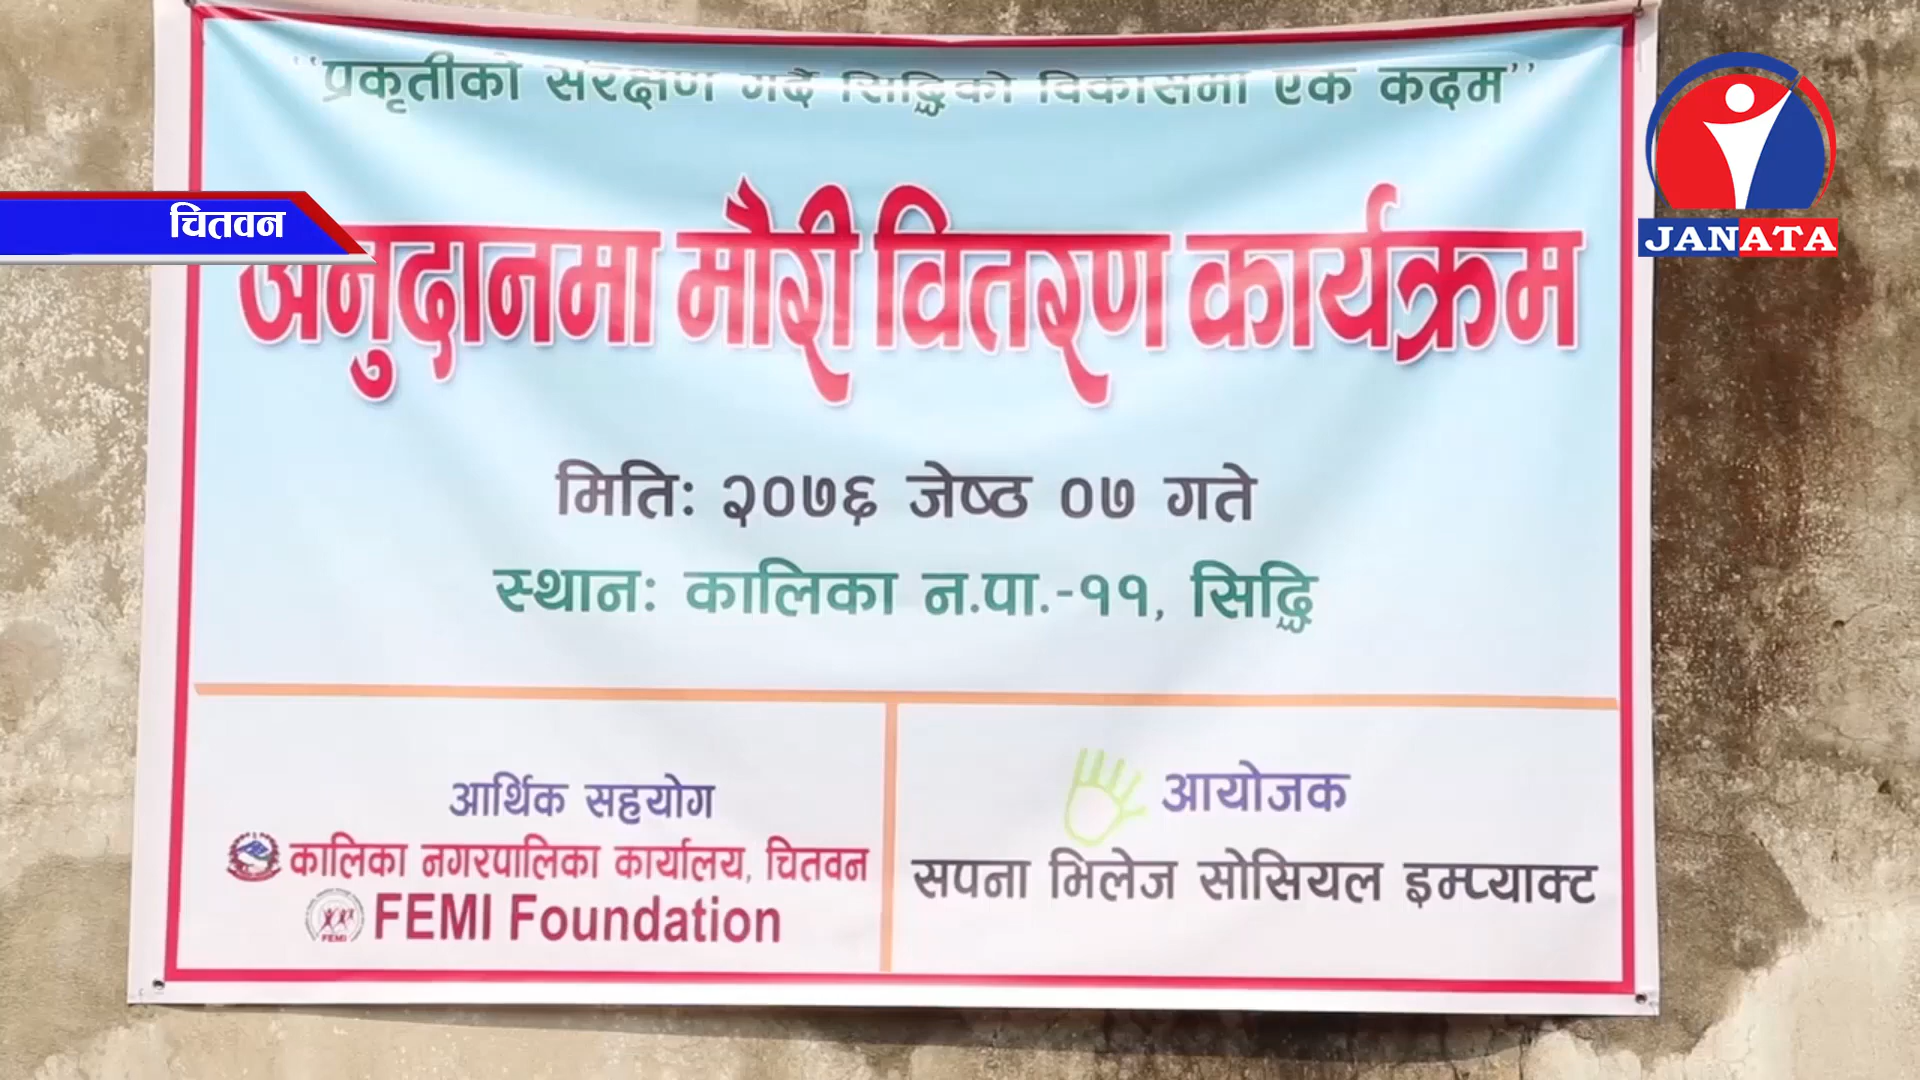 "प्रकृतीको संरक्षण गर्दै सिद्धिको विकासमा एक कदम"
चितवन
JANATA
अनुदानमा मौरी वितरण कार्यक्रम
मिति: २०७६ जेष्ठ ०७ गते
स्थान: कालिका न.पा.-११, सिद्धि
आर्थिक सहयोग
कालिका नगरपालिका कार्यालय, चितवन
FEMI
FEMI Foundation
आयोजक
सपना भिलेज सोसियल इम्प्याक्ट